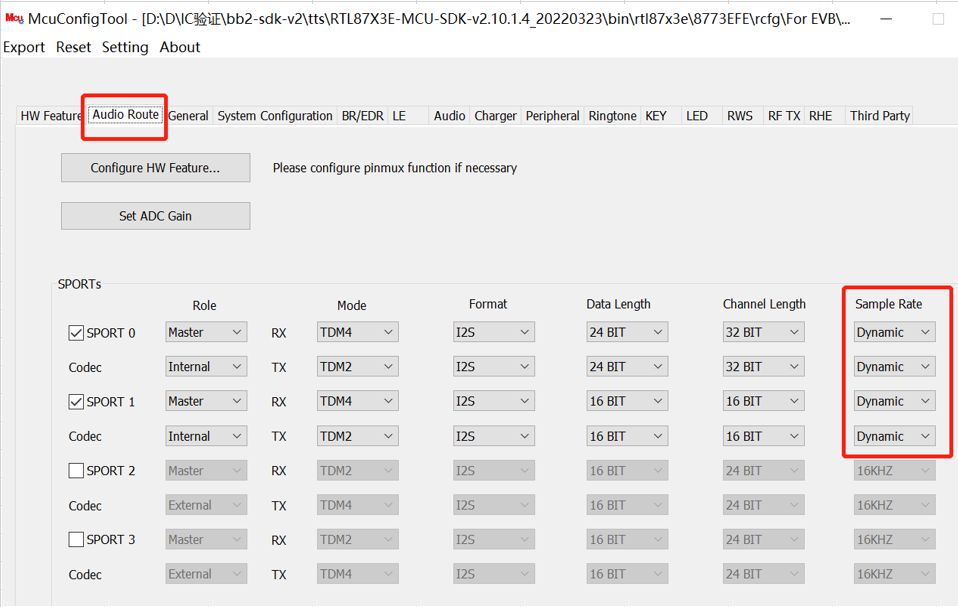 McuConfigTool - [D:\D\IC验证\bb2-sdk-v2\tts\RTL87X3E-MCU-SDK-v2.10.1.4_20220323\bin\rtl87x3e\8773EFE\rcfg\For EVB\...
Export Reset Setting About
HW Feature Audio Route General System Configuration BR/EDR LE Audio Charger Peripheral Ringtone KEY LED RWS RF TX RHE Third Party
Configure HW Feature... Please configure pinmux function if necessary
Set ADC Gain
SPORTs
Role Mode Format Data Length Channel Length Sample Rate
SPORT 0 Master RX TDM4 I2S 24 BIT 32 BIT Dynamic
Codec Internal TX TDM2 I2S 24 BIT 32 BIT Dynamic
SPORT 1 Master RX TDM4 I2S 16 BIT 16 BIT Dynamic
Codec Internal TX TDM2 I2S 16 BIT 16 BIT Dynamic
SPORT 2 Master RX TDM2 I2S 16 BIT 24 BIT 16KHZ
Codec External TX TDM4 I2S 16 BIT 24 BIT 16KHZ
SPORT 3 Master RX TDM2 I2S 16 BIT 24 BIT 16KHZ
Codec External TX TDM4 I2S 16 BIT 24 BIT 16KHZ